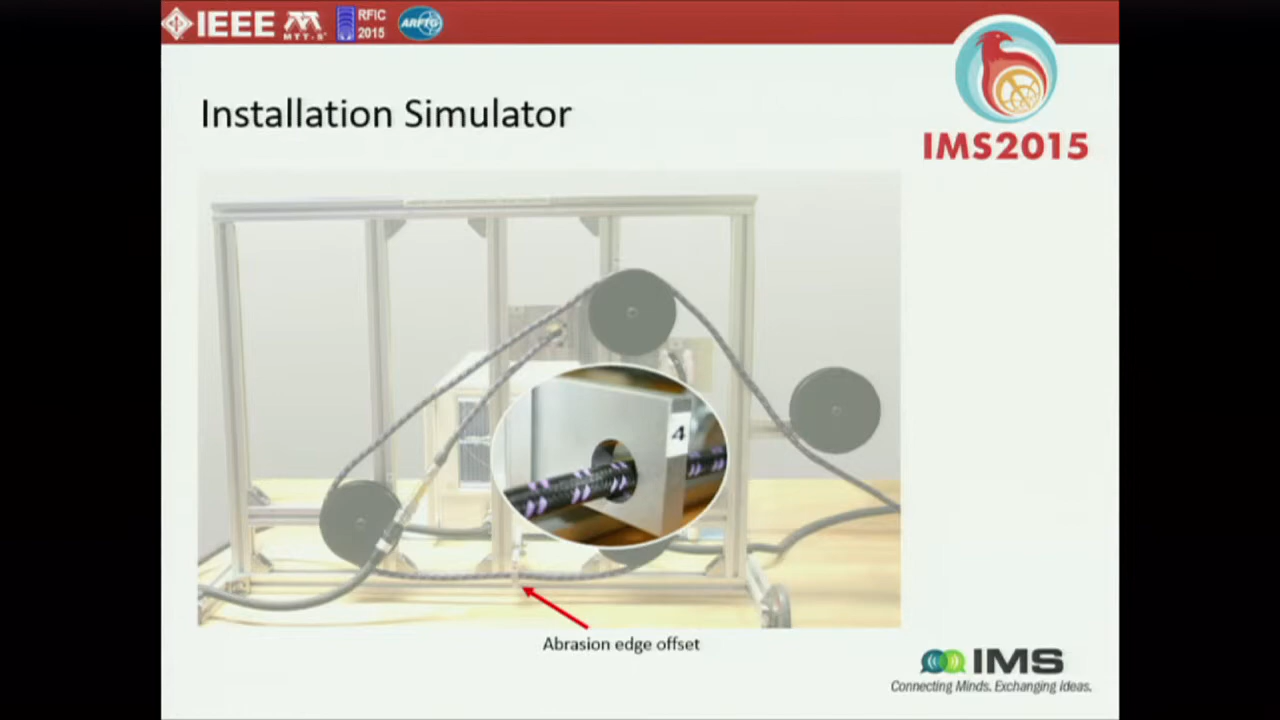 IEEE
MTT-S
RFIC
2015
ARFTG
IMS2015
Installation Simulator
4
Abrasion edge offset
IMS
Connecting Minds. Exchanging Ideas.